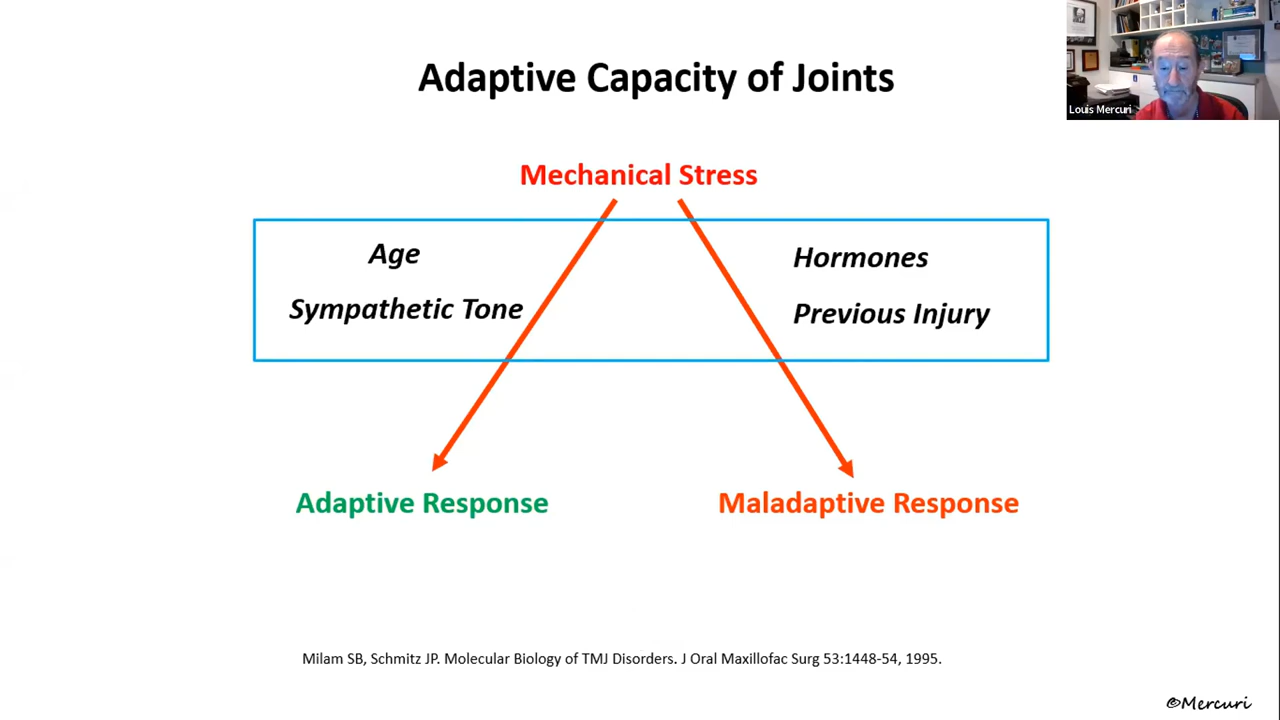 Adaptive Capacity of Joints
Louis Mercuri
Mechanical Stress
Age
Hormones
Sympathetic Tone
Previous Injury
Adaptive Response
Maladaptive Response
Milam SB, Schmitz JP. Molecular Biology of TMJ Disorders. J Oral Maxillofac Surg 53:1448-54, 1995.
©Mercuri